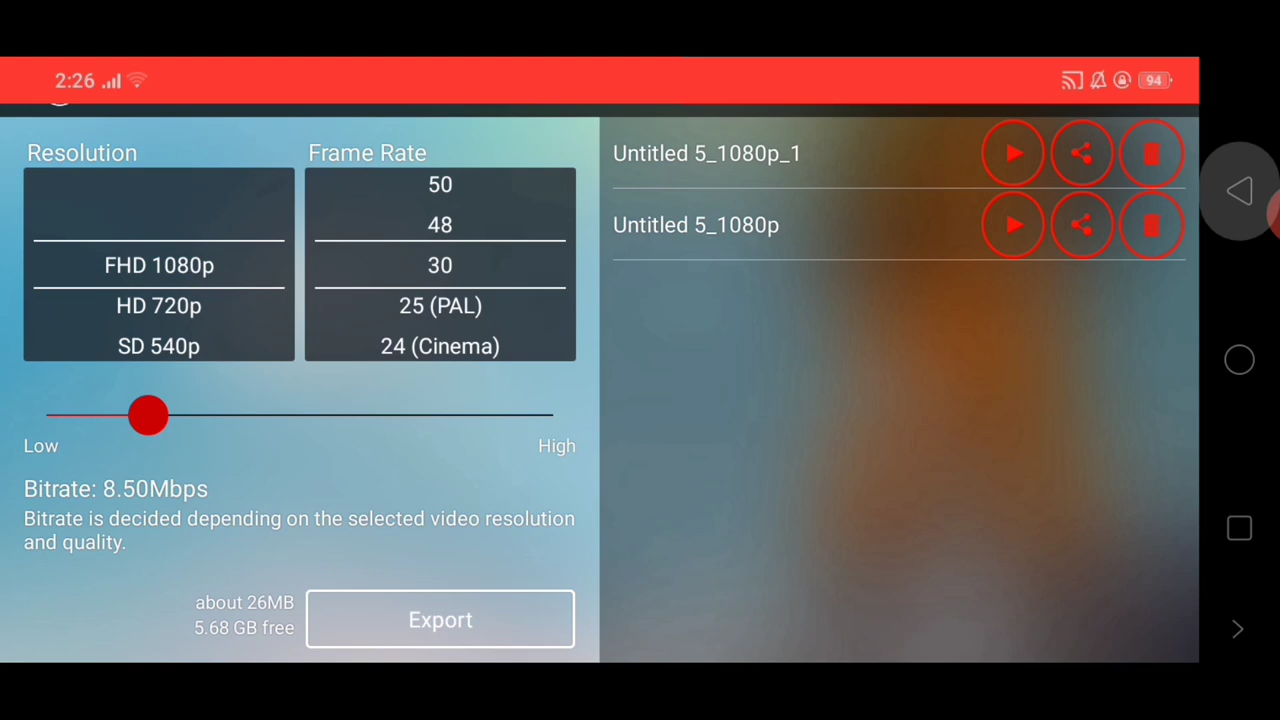 2:26
94
Resolution
Frame Rate
50
48
FHD 1080p
30
HD 720p
25 (PAL)
SD 540p
24 (Cinema)
Low
High
Bitrate: 8.50Mbps
Bitrate is decided depending on the selected video resolution
and quality.
about 26MB
5.68 GB free
Export
Untitled 5_1080p_1
Untitled 5_1080p